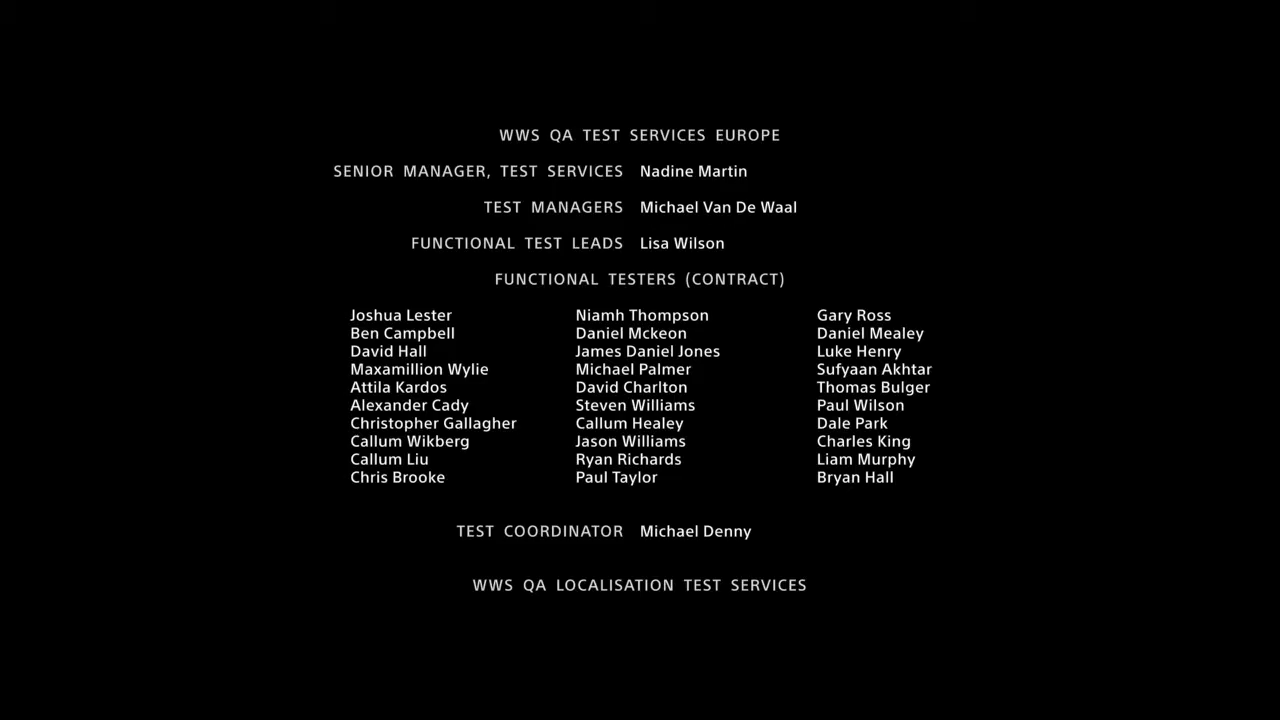 WWS QA TEST SERVICES EUROPE
SENIOR MANAGER, TEST SERVICES Nadine Martin
TEST MANAGERS Michael Van De Waal
FUNCTIONAL TEST LEADS Lisa Wilson
FUNCTIONAL TESTERS (CONTRACT)
Joshua Lester Niamh Thompson Gary Ross
Ben Campbell Daniel Mckeon Daniel Mealey
David Hall James Daniel Jones Luke Henry
Maxamillion Wylie Michael Palmer Sufyaan Akhtar
Attila Kardos David Charlton Thomas Bulger
Alexander Cady Steven Williams Paul Wilson
Christopher Gallagher Callum Healey Dale Park
Callum Wikberg Jason Williams Charles King
Callum Liu Ryan Richards Liam Murphy
Chris Brooke Paul Taylor Bryan Hall
TEST COORDINATOR Michael Denny
WWS QA LOCALISATION TEST SERVICES